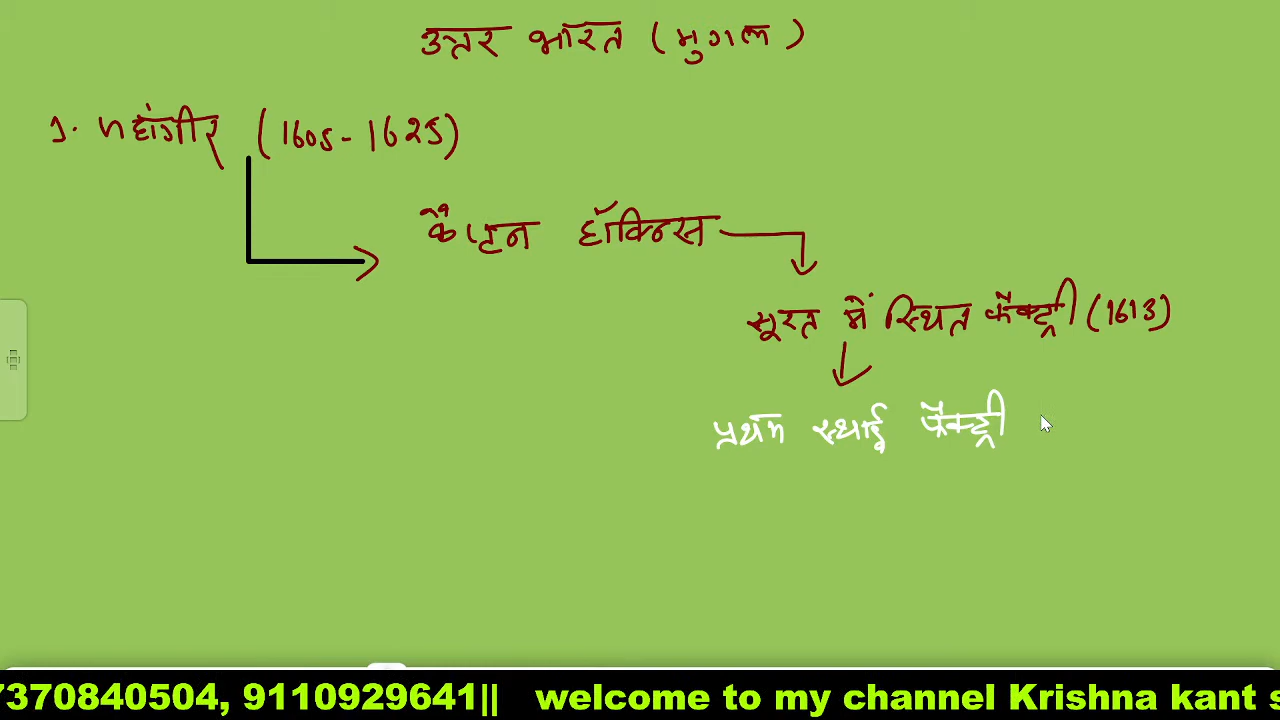 उत्तर भारत (मुगल)
1. जहांगीर (1605-1625)
कैप्टन हॉकिन्स
सूरत में स्थित फैक्ट्री (1613)
प्रथम स्थाई फैक्ट्री
7370840504, 9110929641|| welcome to my channel Krishna kant s